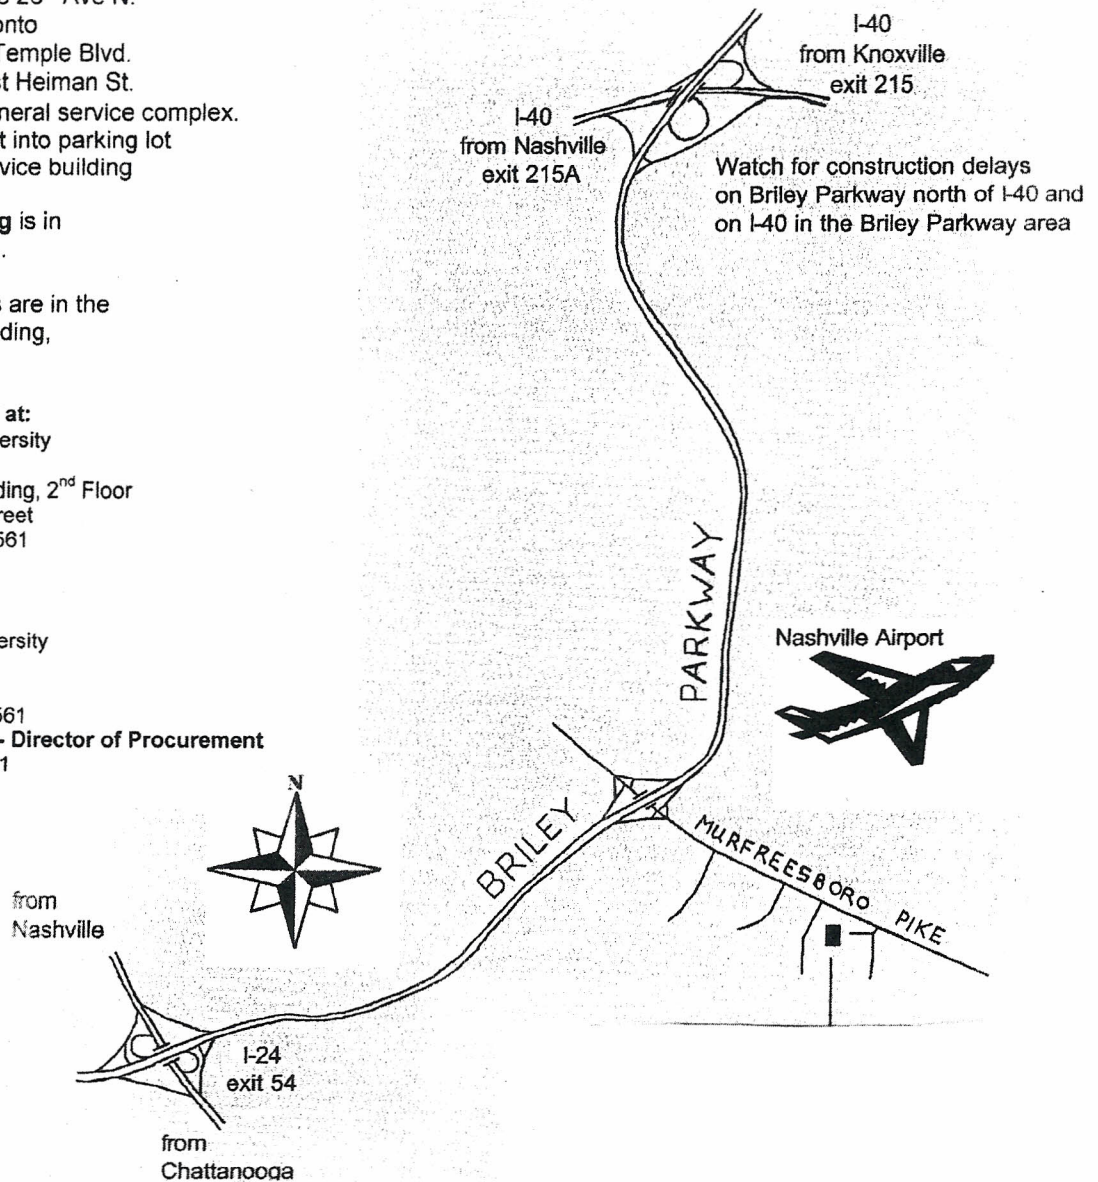 Ave N.
onto
Temple Blvd.
st Heiman St.
neral service complex.
t into parking lot
vice building
g is in
.
s are in the
ding,
at:
ersity
ding, 2nd Floor
reet
561
ersity
561
- Director of Procurement
1
I-40
from Knoxville
exit 215
I-40
from Nashville
exit 215A
Watch for construction delays
on Briley Parkway north of I-40 and
on I-40 in the Briley Parkway area
PARKWAY
Nashville Airport
BRILEY
MURFREESBORO PIKE
N
from
Nashville
I-24
exit 54
from
Chattanooga